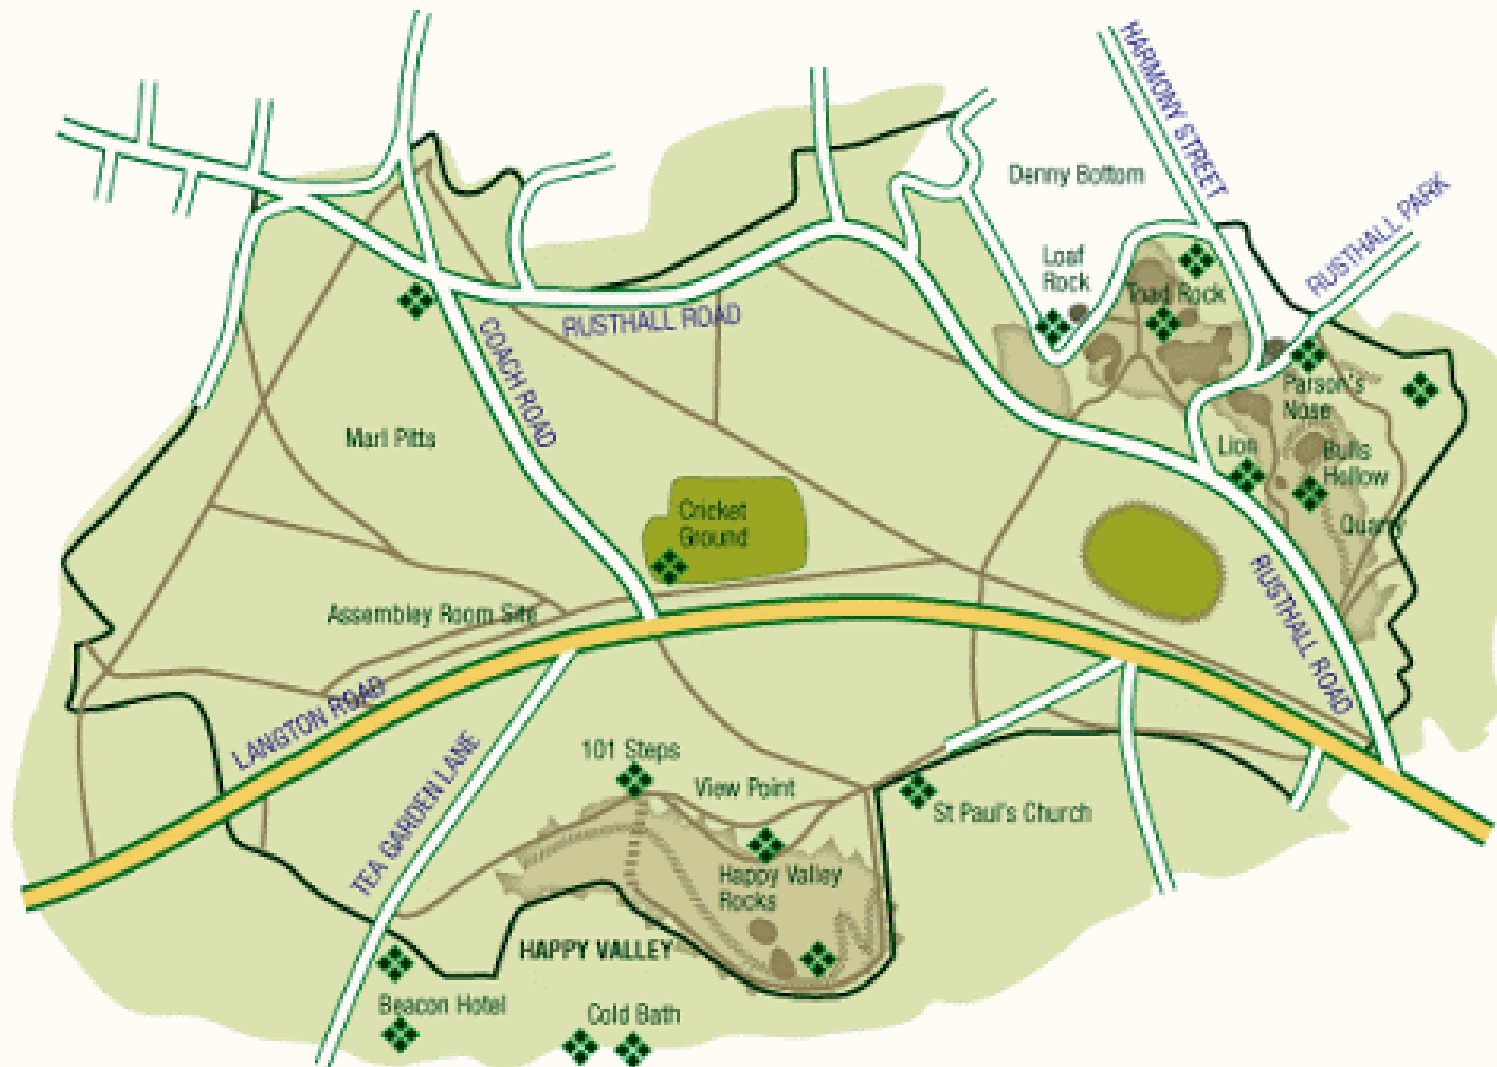 HARMONY STREET
Denny Bottom
RUSTHALL PARK
Loaf
Rock
Toad Rock
RUSTHALL ROAD
COACH ROAD
Parson's
Nose
Marl Pitts
Lion
Bulls
Hollow
Cricket
Ground
Quarry
RUSTHALL ROAD
Assembley Room Site
LANGTON ROAD
TEA GARDEN LANE
101 Steps
View Point
St Paul's Church
Happy Valley
Rocks
HAPPY VALLEY
Beacon Hotel
Cold Bath